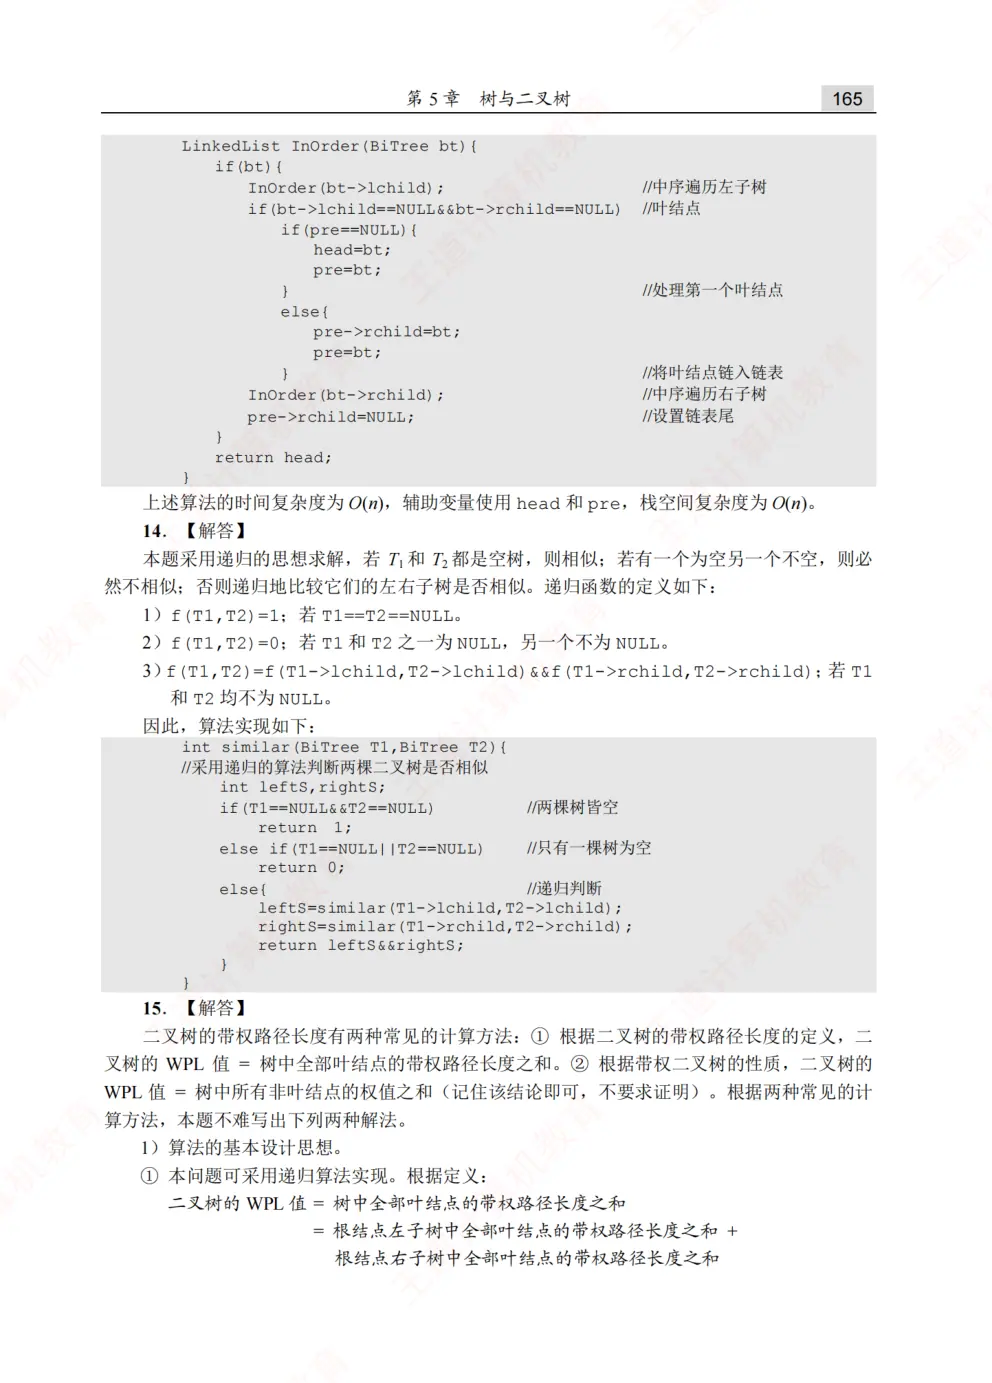 第 5 章 树与二叉树 165
LinkedList InOrder(BiTree bt){
if(bt){
InOrder(bt->lchild); //中序遍历左子树
if(bt->lchild==NULL&&bt->rchild==NULL) //叶结点
if(pre==NULL){
head=bt;
pre=bt;
} //处理第一个叶结点
else{
pre->rchild=bt;
pre=bt;
} //将叶结点链入链表
InOrder(bt->rchild); //中序遍历右子树
pre->rchild=NULL; //设置链表尾
}
return head;
}
上述算法的时间复杂度为 O(n)，辅助变量使用 head 和 pre，栈空间复杂度为 O(n)。
14. 【解答】
本题采用递归的思想求解，若 T1 和 T2 都是空树，则相似；若有一个为空另一个不空，则必
然不相似；否则递归地比较它们的左右子树是否相似。递归函数的定义如下：
1）f(T1,T2)=1；若 T1==T2==NULL。
2）f(T1,T2)=0；若 T1 和 T2 之一为 NULL，另一个不为 NULL。
3）f(T1,T2)=f(T1->lchild,T2->lchild)&&f(T1->rchild,T2->rchild)；若 T1
和 T2 均不为 NULL。
因此，算法实现如下：
int similar(BiTree T1,BiTree T2){
//采用递归的算法判断两棵二叉树是否相似
int leftS,rightS;
if(T1==NULL&&T2==NULL) //两棵树皆空
return 1;
else if(T1==NULL||T2==NULL) //只有一棵树为空
return 0;
else{ //递归判断
leftS=similar(T1->lchild,T2->lchild);
rightS=similar(T1->rchild,T2->rchild);
return leftS&&rightS;
}
}
15. 【解答】
二叉树的带权路径长度有两种常见的计算方法：① 根据二叉树的带权路径长度的定义，二
叉树的 WPL 值 = 树中全部叶结点的带权路径长度之和。② 根据带权二叉树的性质，二叉树的
WPL 值 = 树中所有非叶结点的权值之和（记住该结论即可，不要求证明）。根据两种常见的计
算方法，本题不难写出下列两种解法。
1）算法的基本设计思想。
① 本问题可采用递归算法实现。根据定义：
二叉树的 WPL 值 = 树中全部叶结点的带权路径长度之和
= 根结点左子树中全部叶结点的带权路径长度之和 +
根结点右子树中全部叶结点的带权路径长度之和